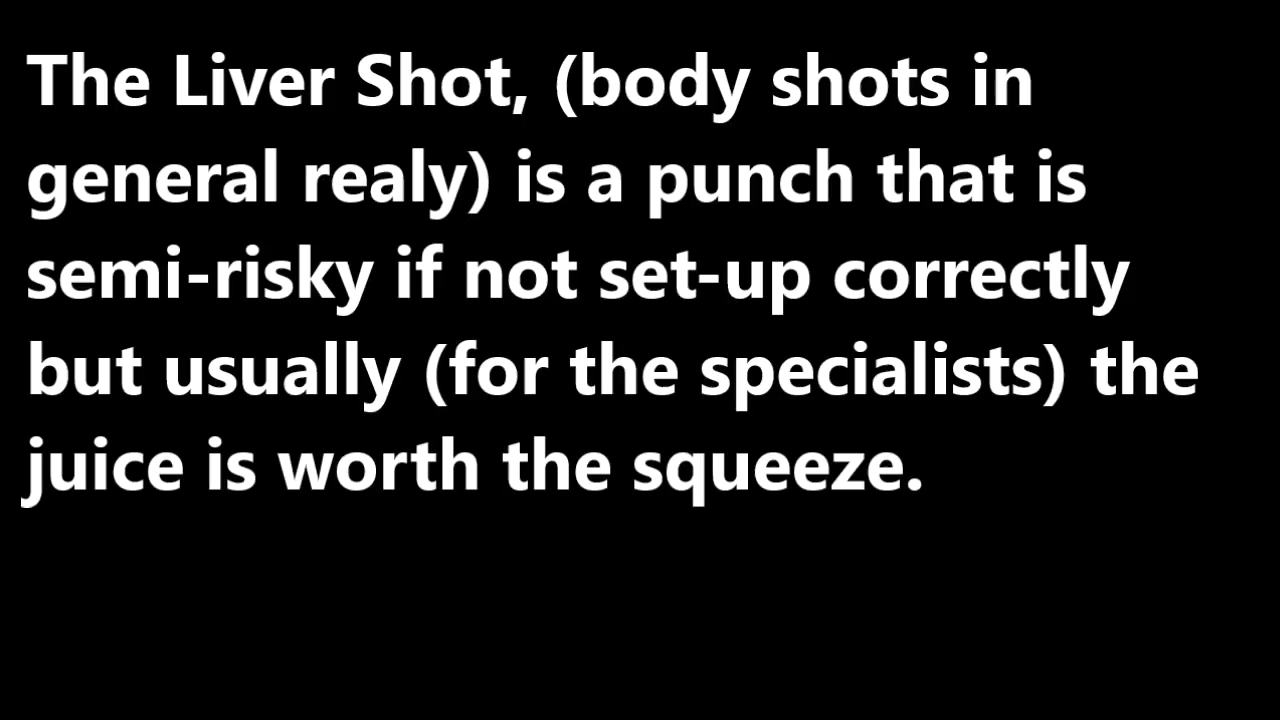 The Liver Shot, (body shots in
general realy) is a punch that is
semi-risky if not set-up correctly
but usually (for the specialists) the
juice is worth the squeeze.